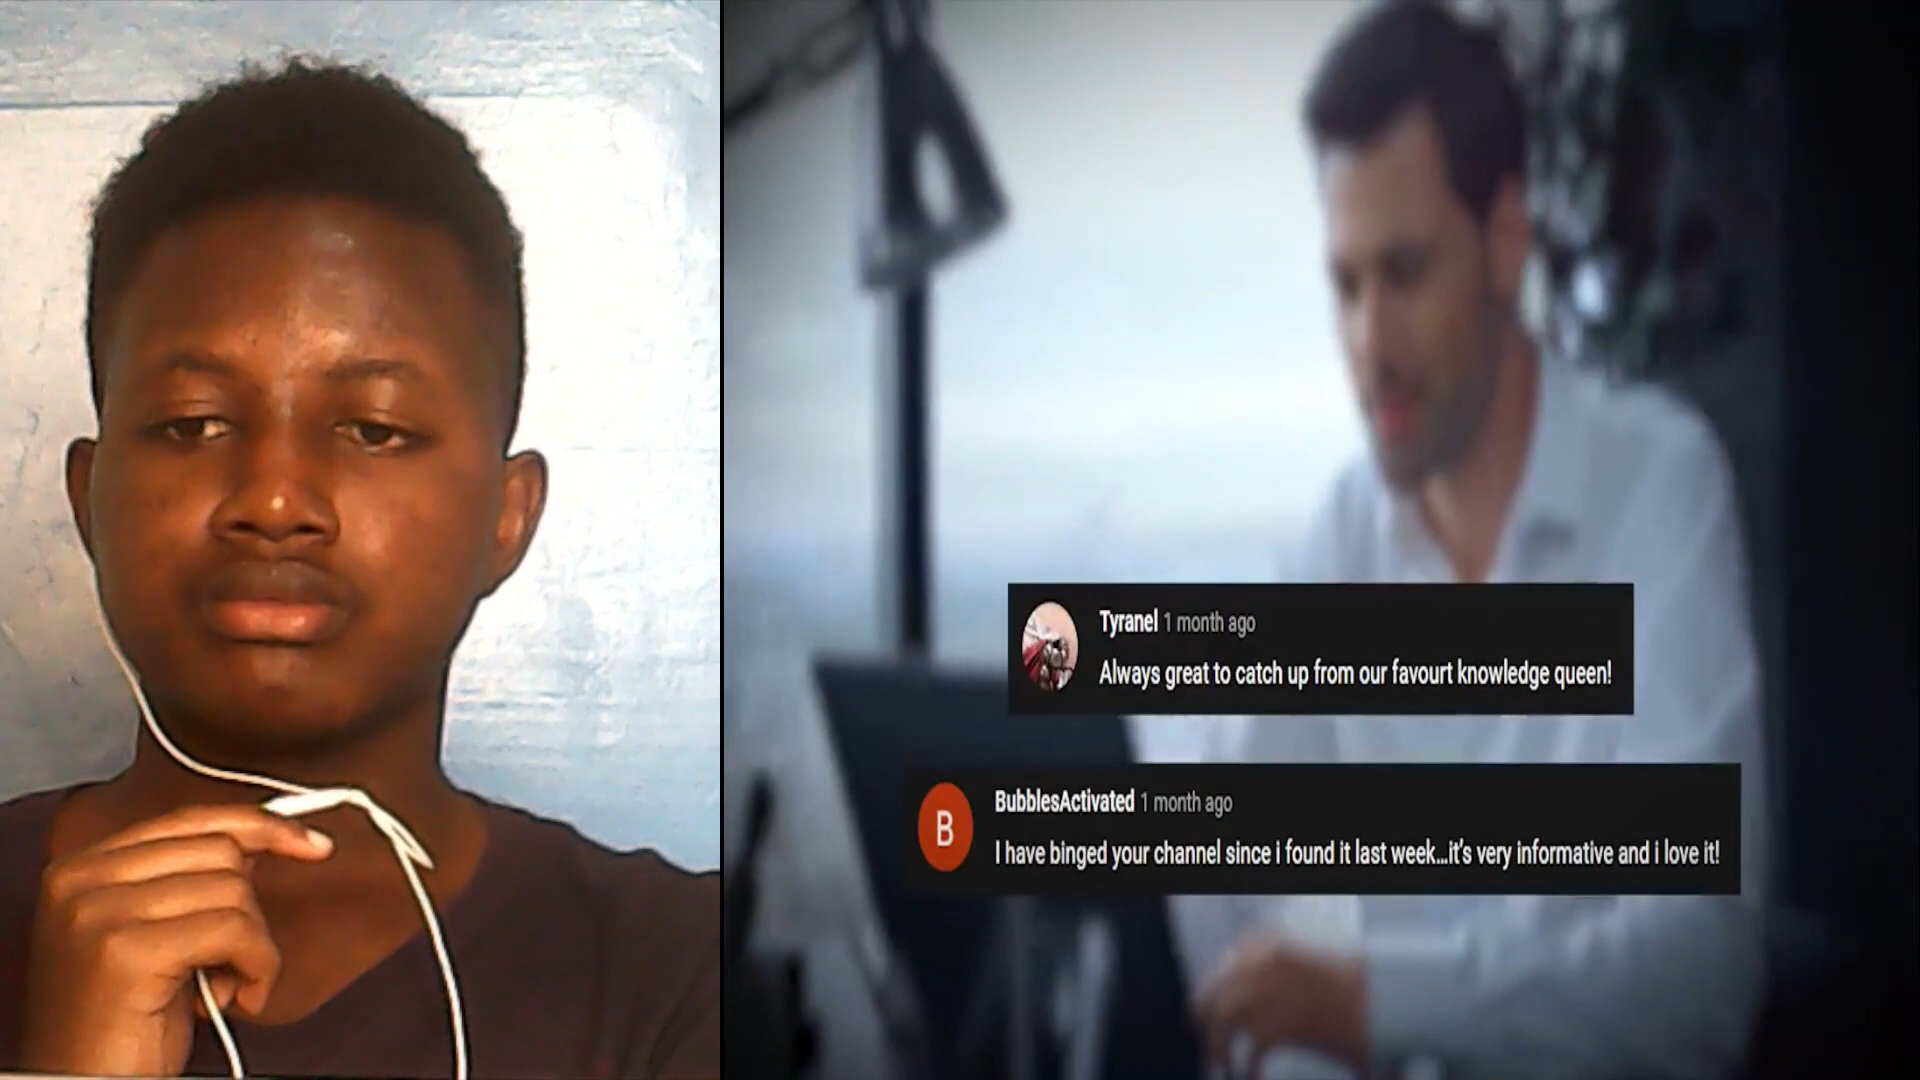 Tyranel 1 month ago
Always great to catch up from our favourt knowledge queen!
B
BubblesActivated 1 month ago
I have binged your channel since i found it last week...it's very informative and i love it!